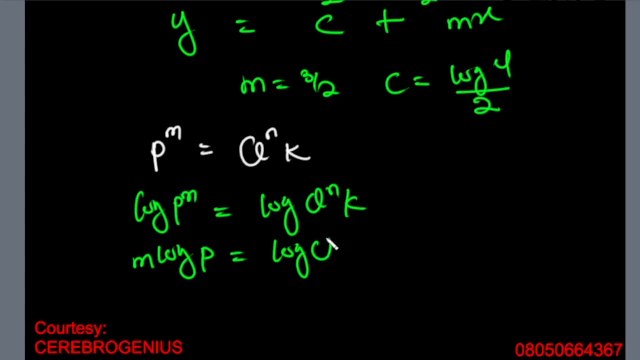 y = c + mx
m = 3/2 c = log 4 / 2
p^m = Q^n K
log p^m = log Q^n K
m log p = log Q
Courtesy:
CEREBROGENIUS
08050664367